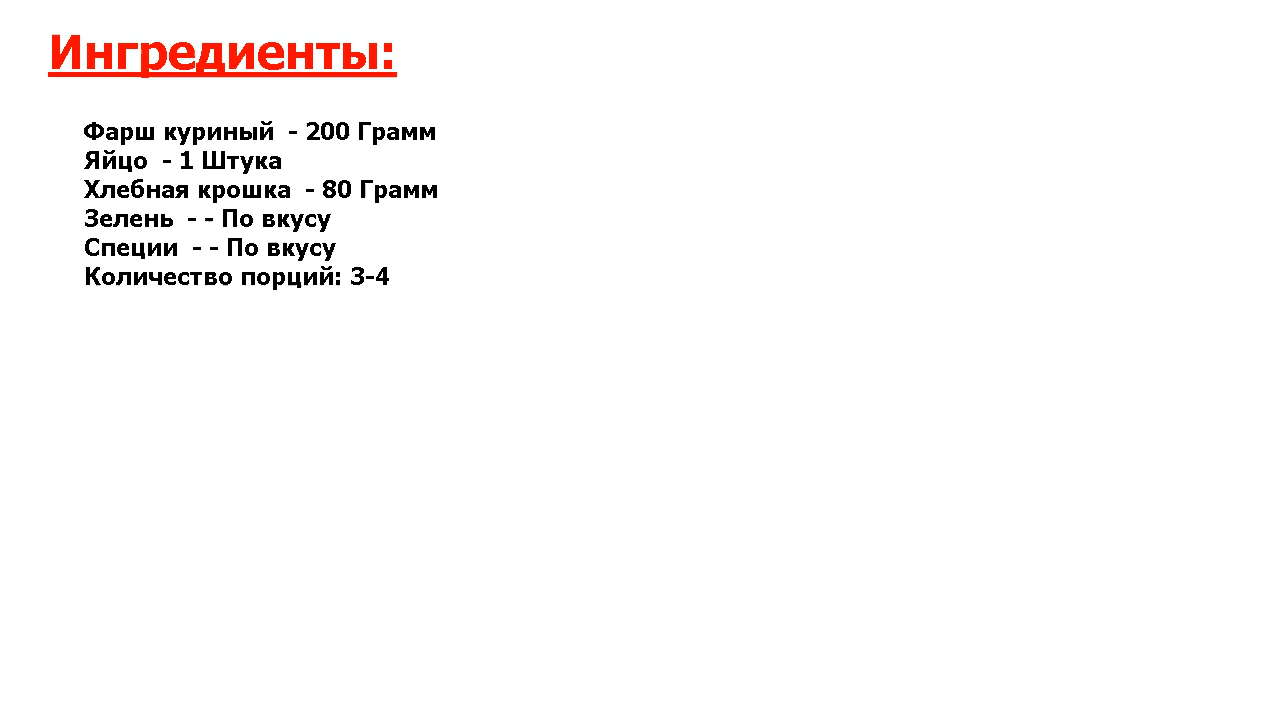 Ингредиенты:
Фарш куриный  - 200 Грамм
Яйцо  - 1 Штука
Хлебная крошка  - 80 Грамм
Зелень  - - По вкусу
Специи  - - По вкусу
Количество порций: 3-4